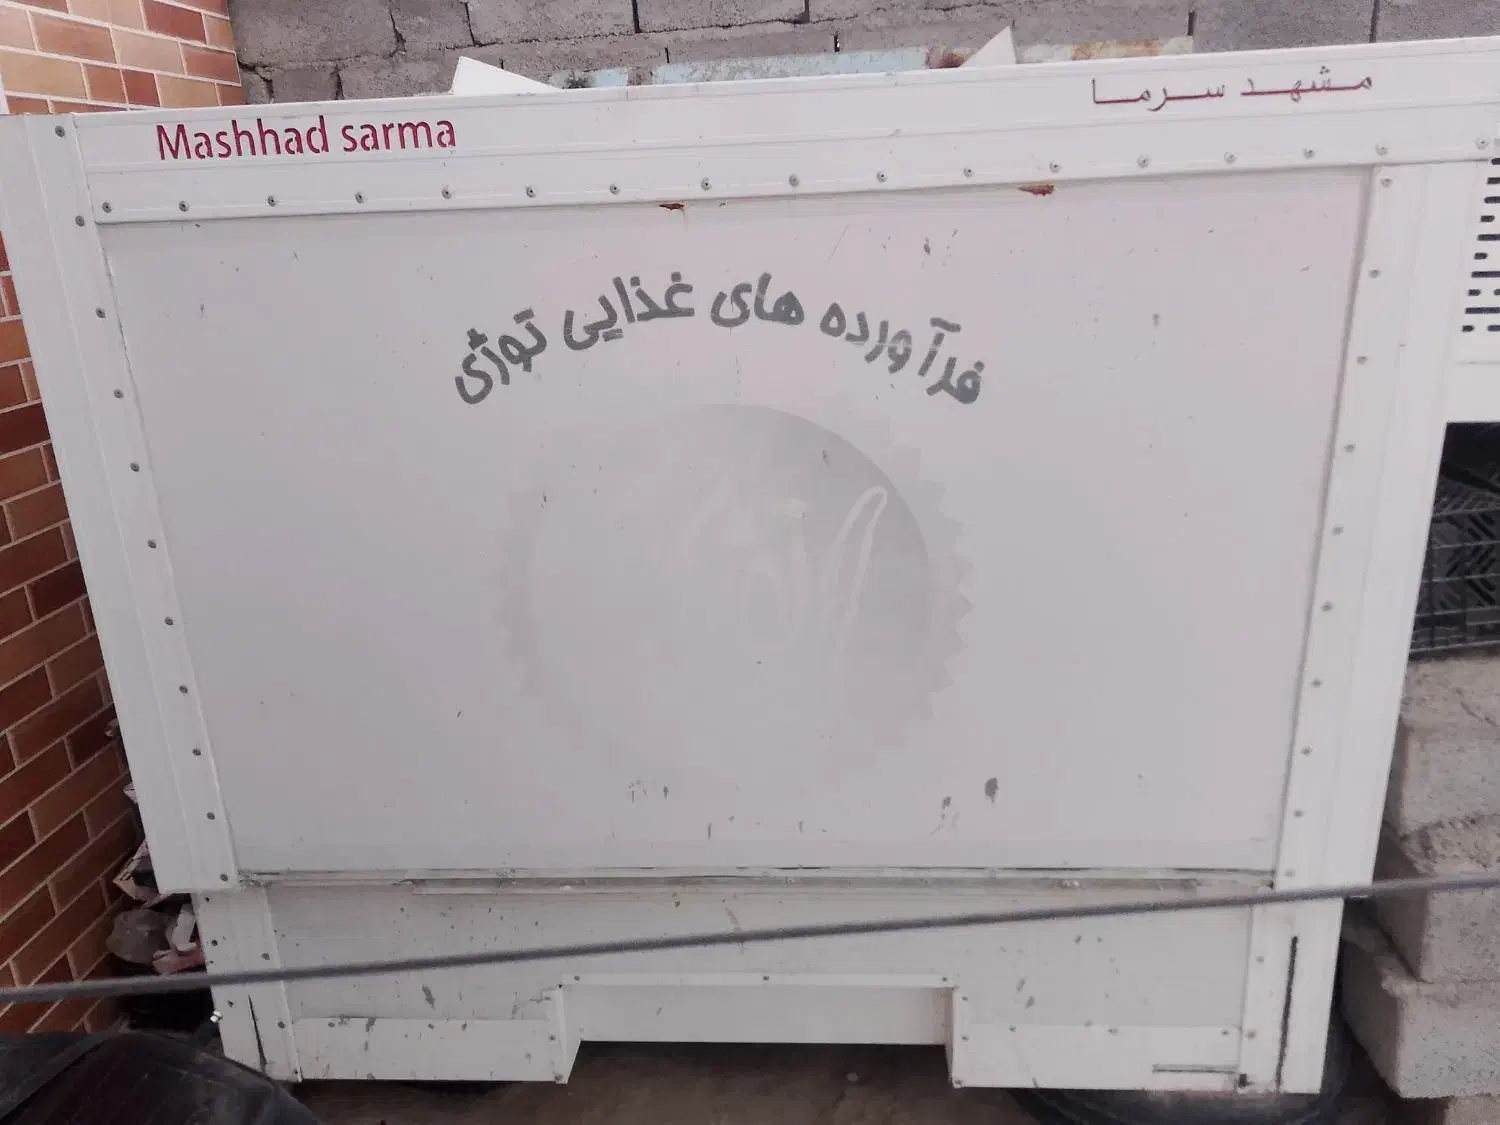 Mashhad sarma
مشهد سرما
فرآورده های غذایی توژی